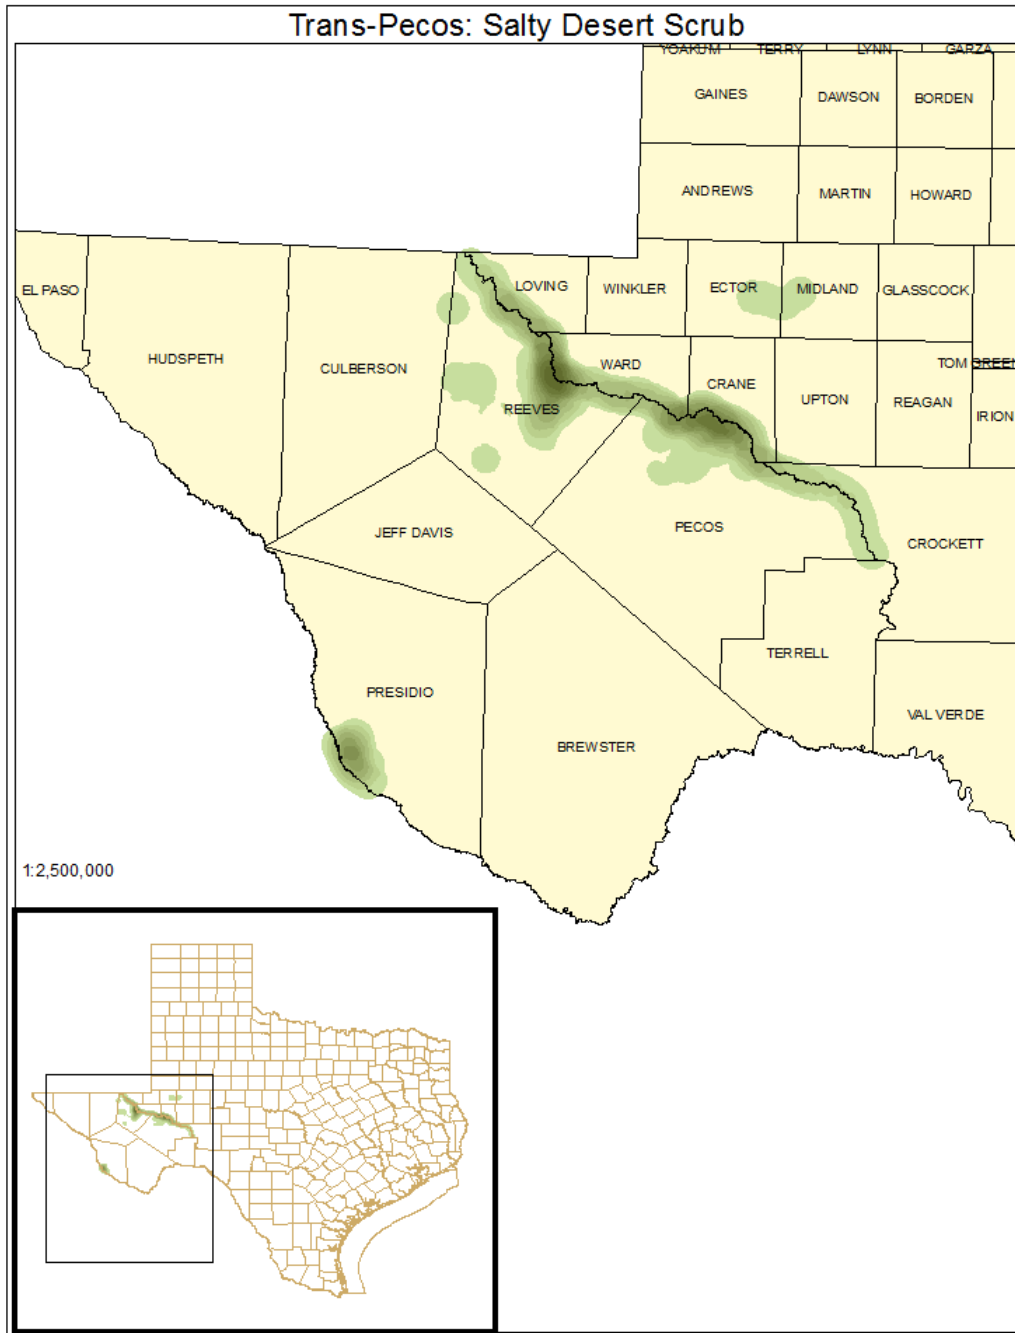 Trans-Pecos: Salty Desert Scrub
YOAKUM TERRY LYNN GARZA
GAINES DAWSON BORDEN
ANDREWS MARTIN HOWARD
EL PASO LOVING WINKLER ECTOR MIDLAND GLASSCOCK
HUDSPETH CULBERSON WARD CRANE TOM GREEN
REEVES UPTON REAGAN IRION
JEFF DAVIS PECOS CROCKETT
TERRELL
PRESIDIO VAL VERDE
BREWSTER
1:2,500,000